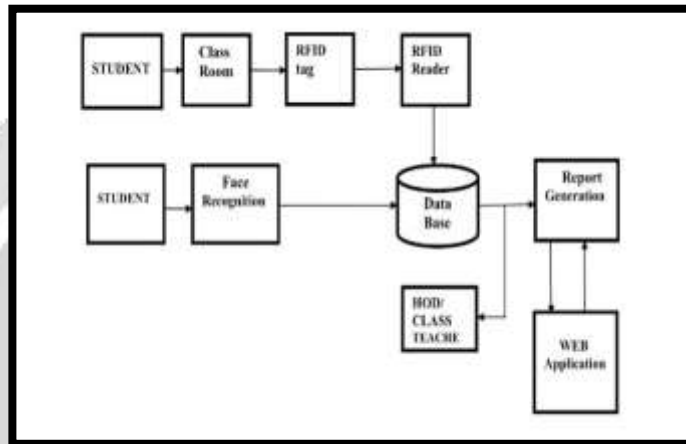 STUDENT
Class
Room
RFID
tag
RFID
Reader
STUDENT
Face
Recognition
Data
Base
Report
Generation
HOD/
CLASS
TEACHE
WEB
Application